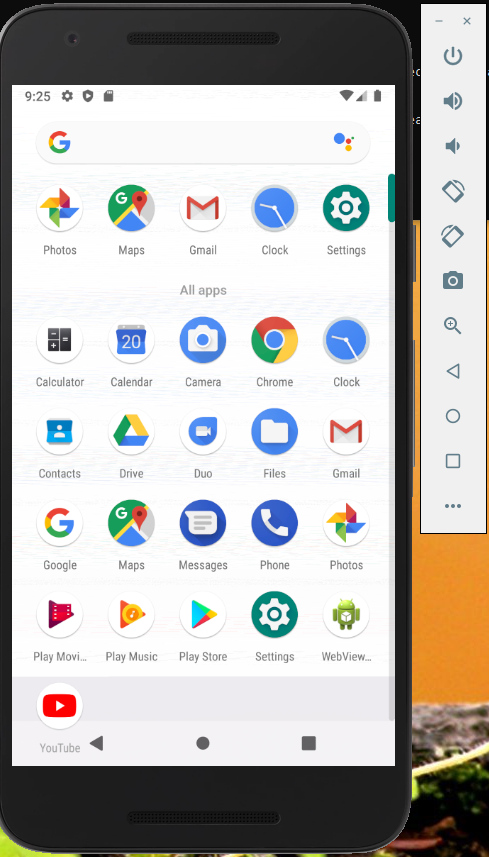 9:25
G
Photos Maps Gmail Clock Settings
All apps
20
Calculator Calendar Camera Chrome Clock
Contacts Drive Duo Files Gmail
G
Google Maps Messages Phone Photos
Play Movi... Play Music Play Store Settings WebView...
YouTube